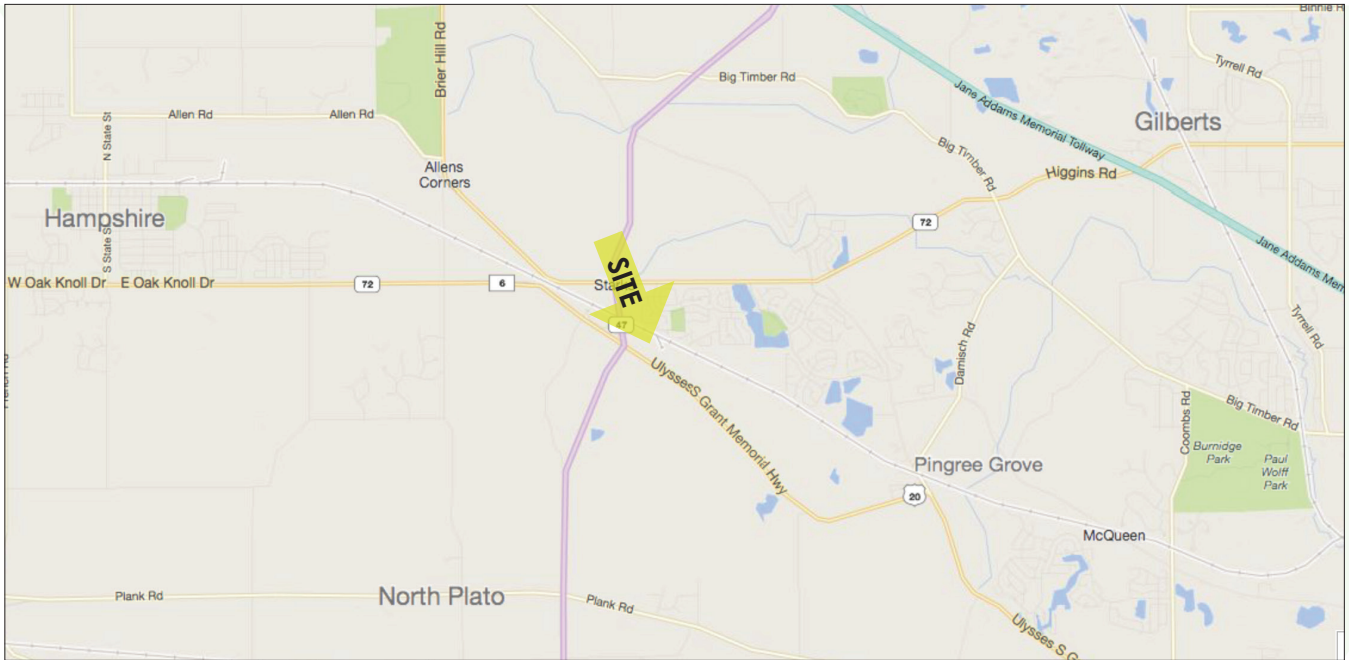 Binnie R
Brier Hill Rd
Tyrrell Rd
Big Timber Rd
Jane Addams Memorial Tollway
Allen Rd
Allen Rd
N State St
Gilberts
Big Timber Rd
Allens
Corners
Higgins Rd
Hampshire
72
S State St
Jane Addams Mem
SITE
W Oak Knoll Dr
E Oak Knoll Dr
72
6
Sta
47
Tyrrell Rd
Damisch Rd
Ulysses S Grant Memorial Hwy
Coombs Rd
Big Timber Rd
Burnidge
Park
Paul
Wolff
Park
Pingree Grove
20
McQueen
Plank Rd
North Plato
Plank Rd
Ulysses S G